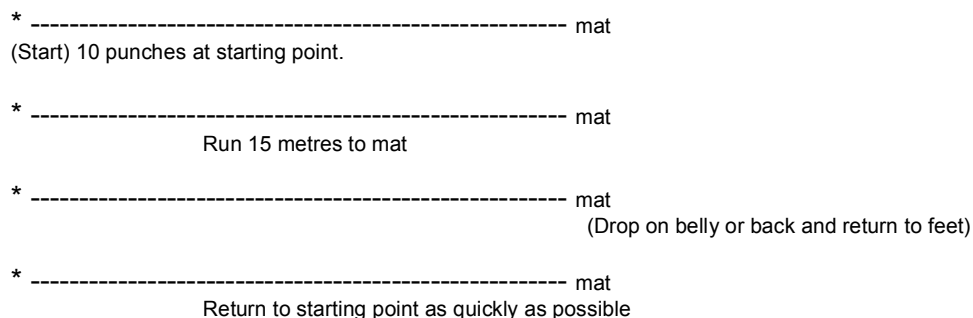 * ------------------------------------------------------- mat
(Start) 10 punches at starting point.
* ------------------------------------------------------- mat
Run 15 metres to mat
* ------------------------------------------------------- mat
(Drop on belly or back and return to feet)
* ------------------------------------------------------- mat
Return to starting point as quickly as possible